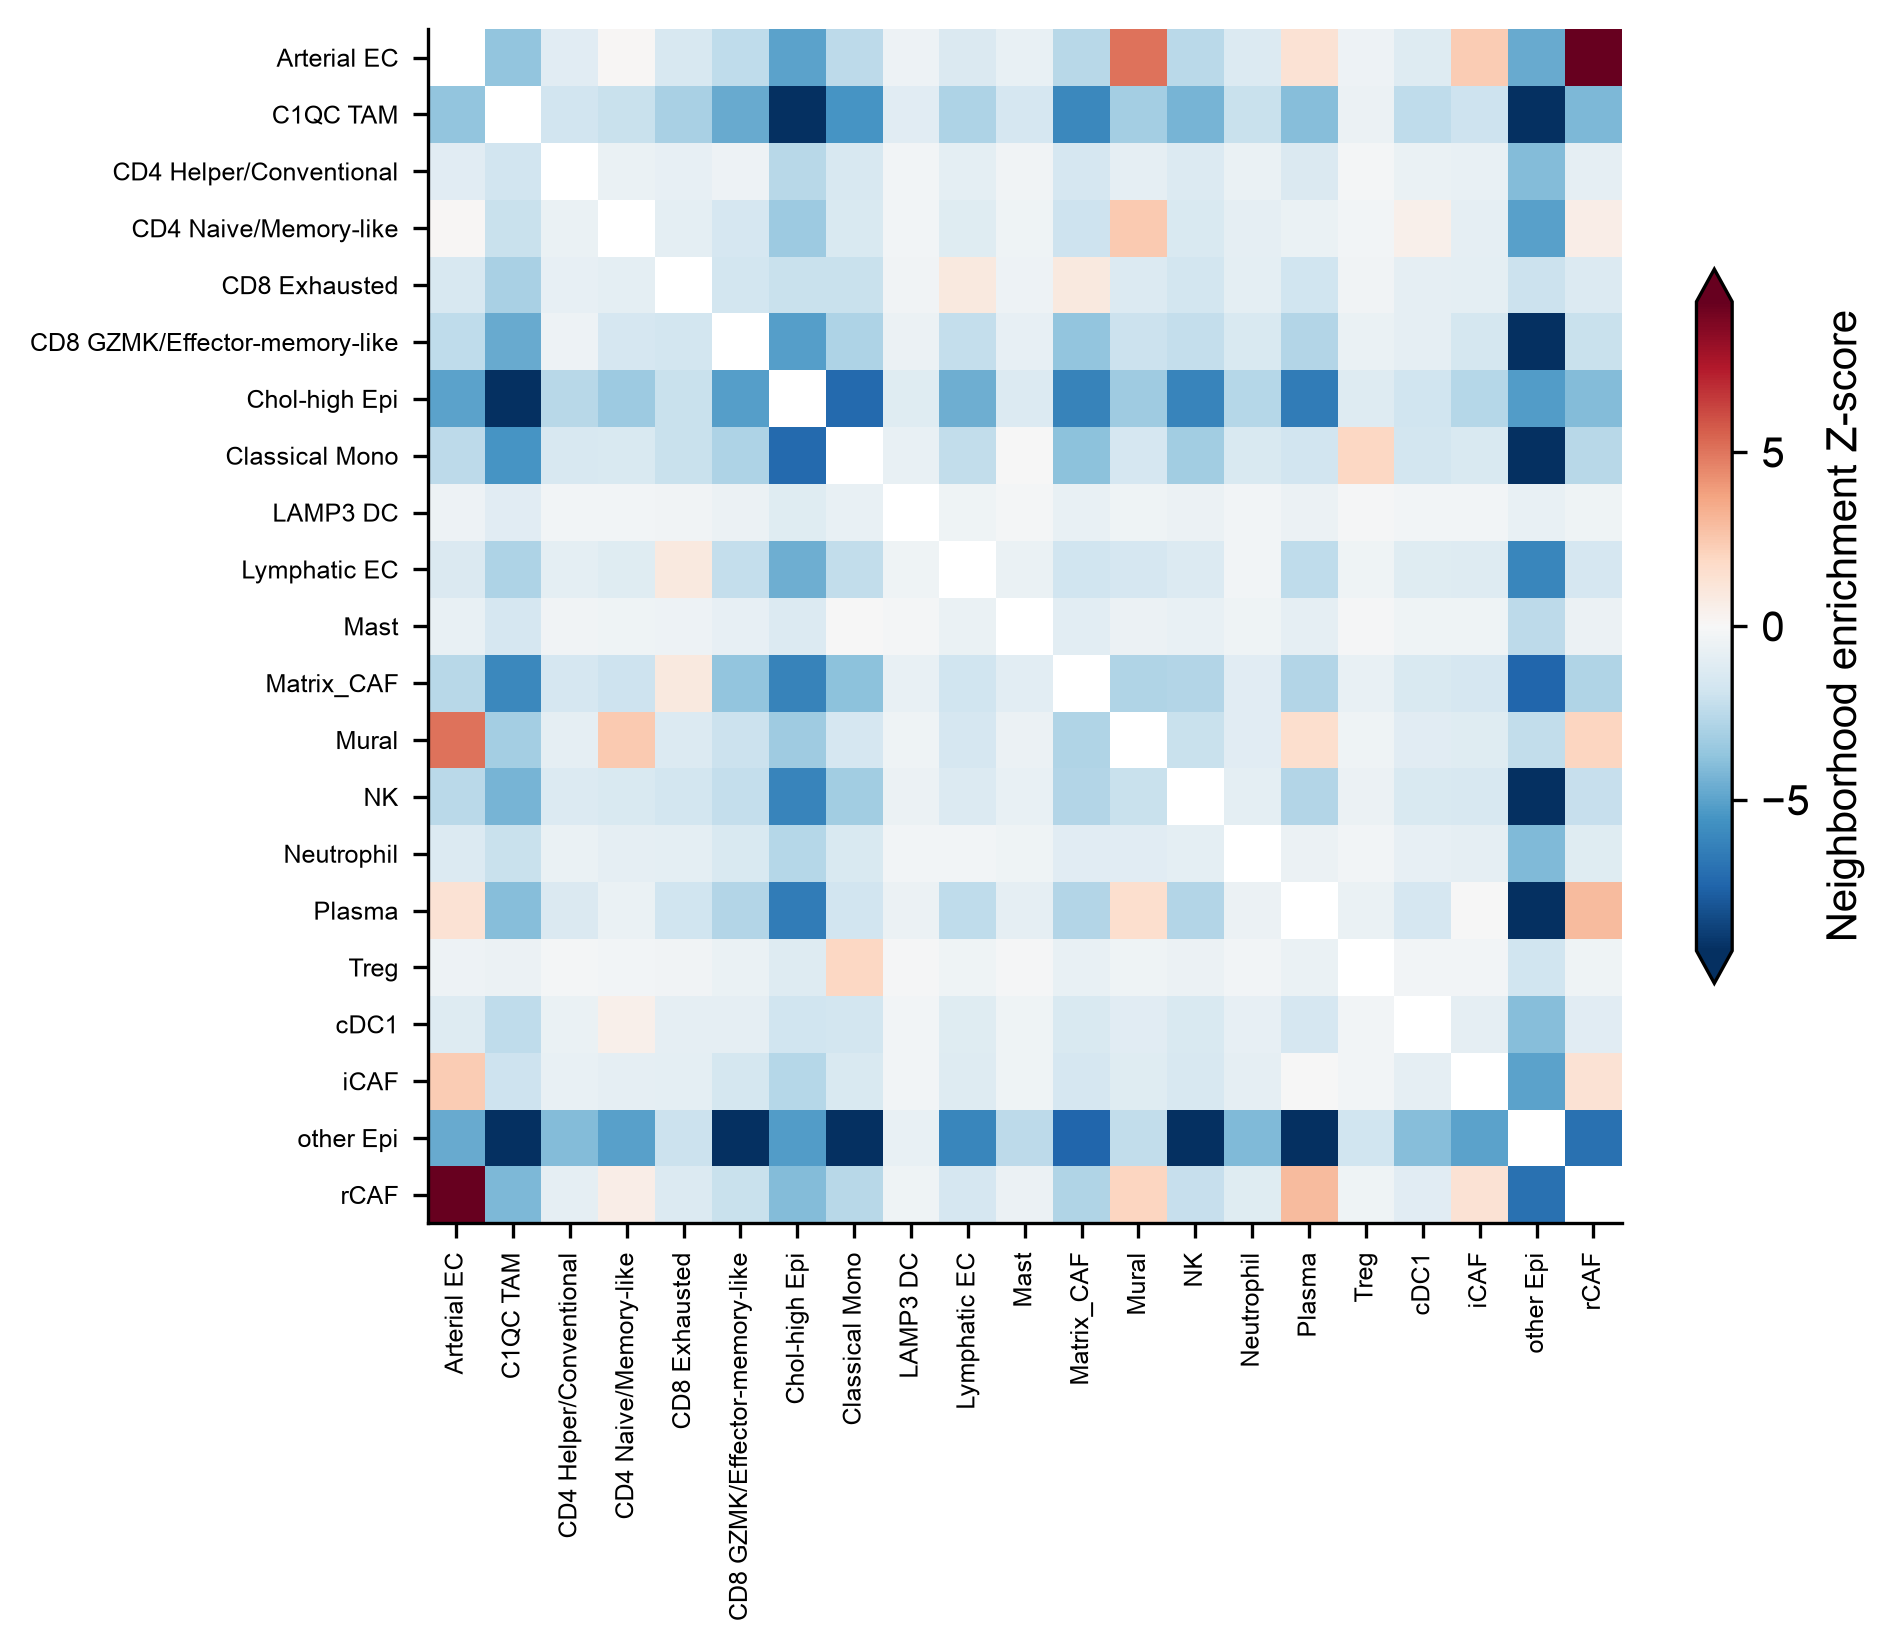 Arterial EC
C1QC TAM
CD4 Helper/Conventional
CD4 Naive/Memory-like
CD8 Exhausted
CD8 GZMK/Effector-memory-like
Chol-high Epi
Classical Mono
LAMP3 DC
Lymphatic EC
Mast
Matrix_CAF
Mural
NK
Neutrophil
Plasma
Treg
cDC1
iCAF
other Epi
rCAF
Arterial EC
C1QC TAM
CD4 Helper/Conventional
CD4 Naive/Memory-like
CD8 Exhausted
CD8 GZMK/Effector-memory-like
Chol-high Epi
Classical Mono
LAMP3 DC
Lymphatic EC
Mast
Matrix_CAF
Mural
NK
Neutrophil
Plasma
Treg
cDC1
iCAF
other Epi
rCAF
5
0
−5
Neighborhood enrichment Z-score